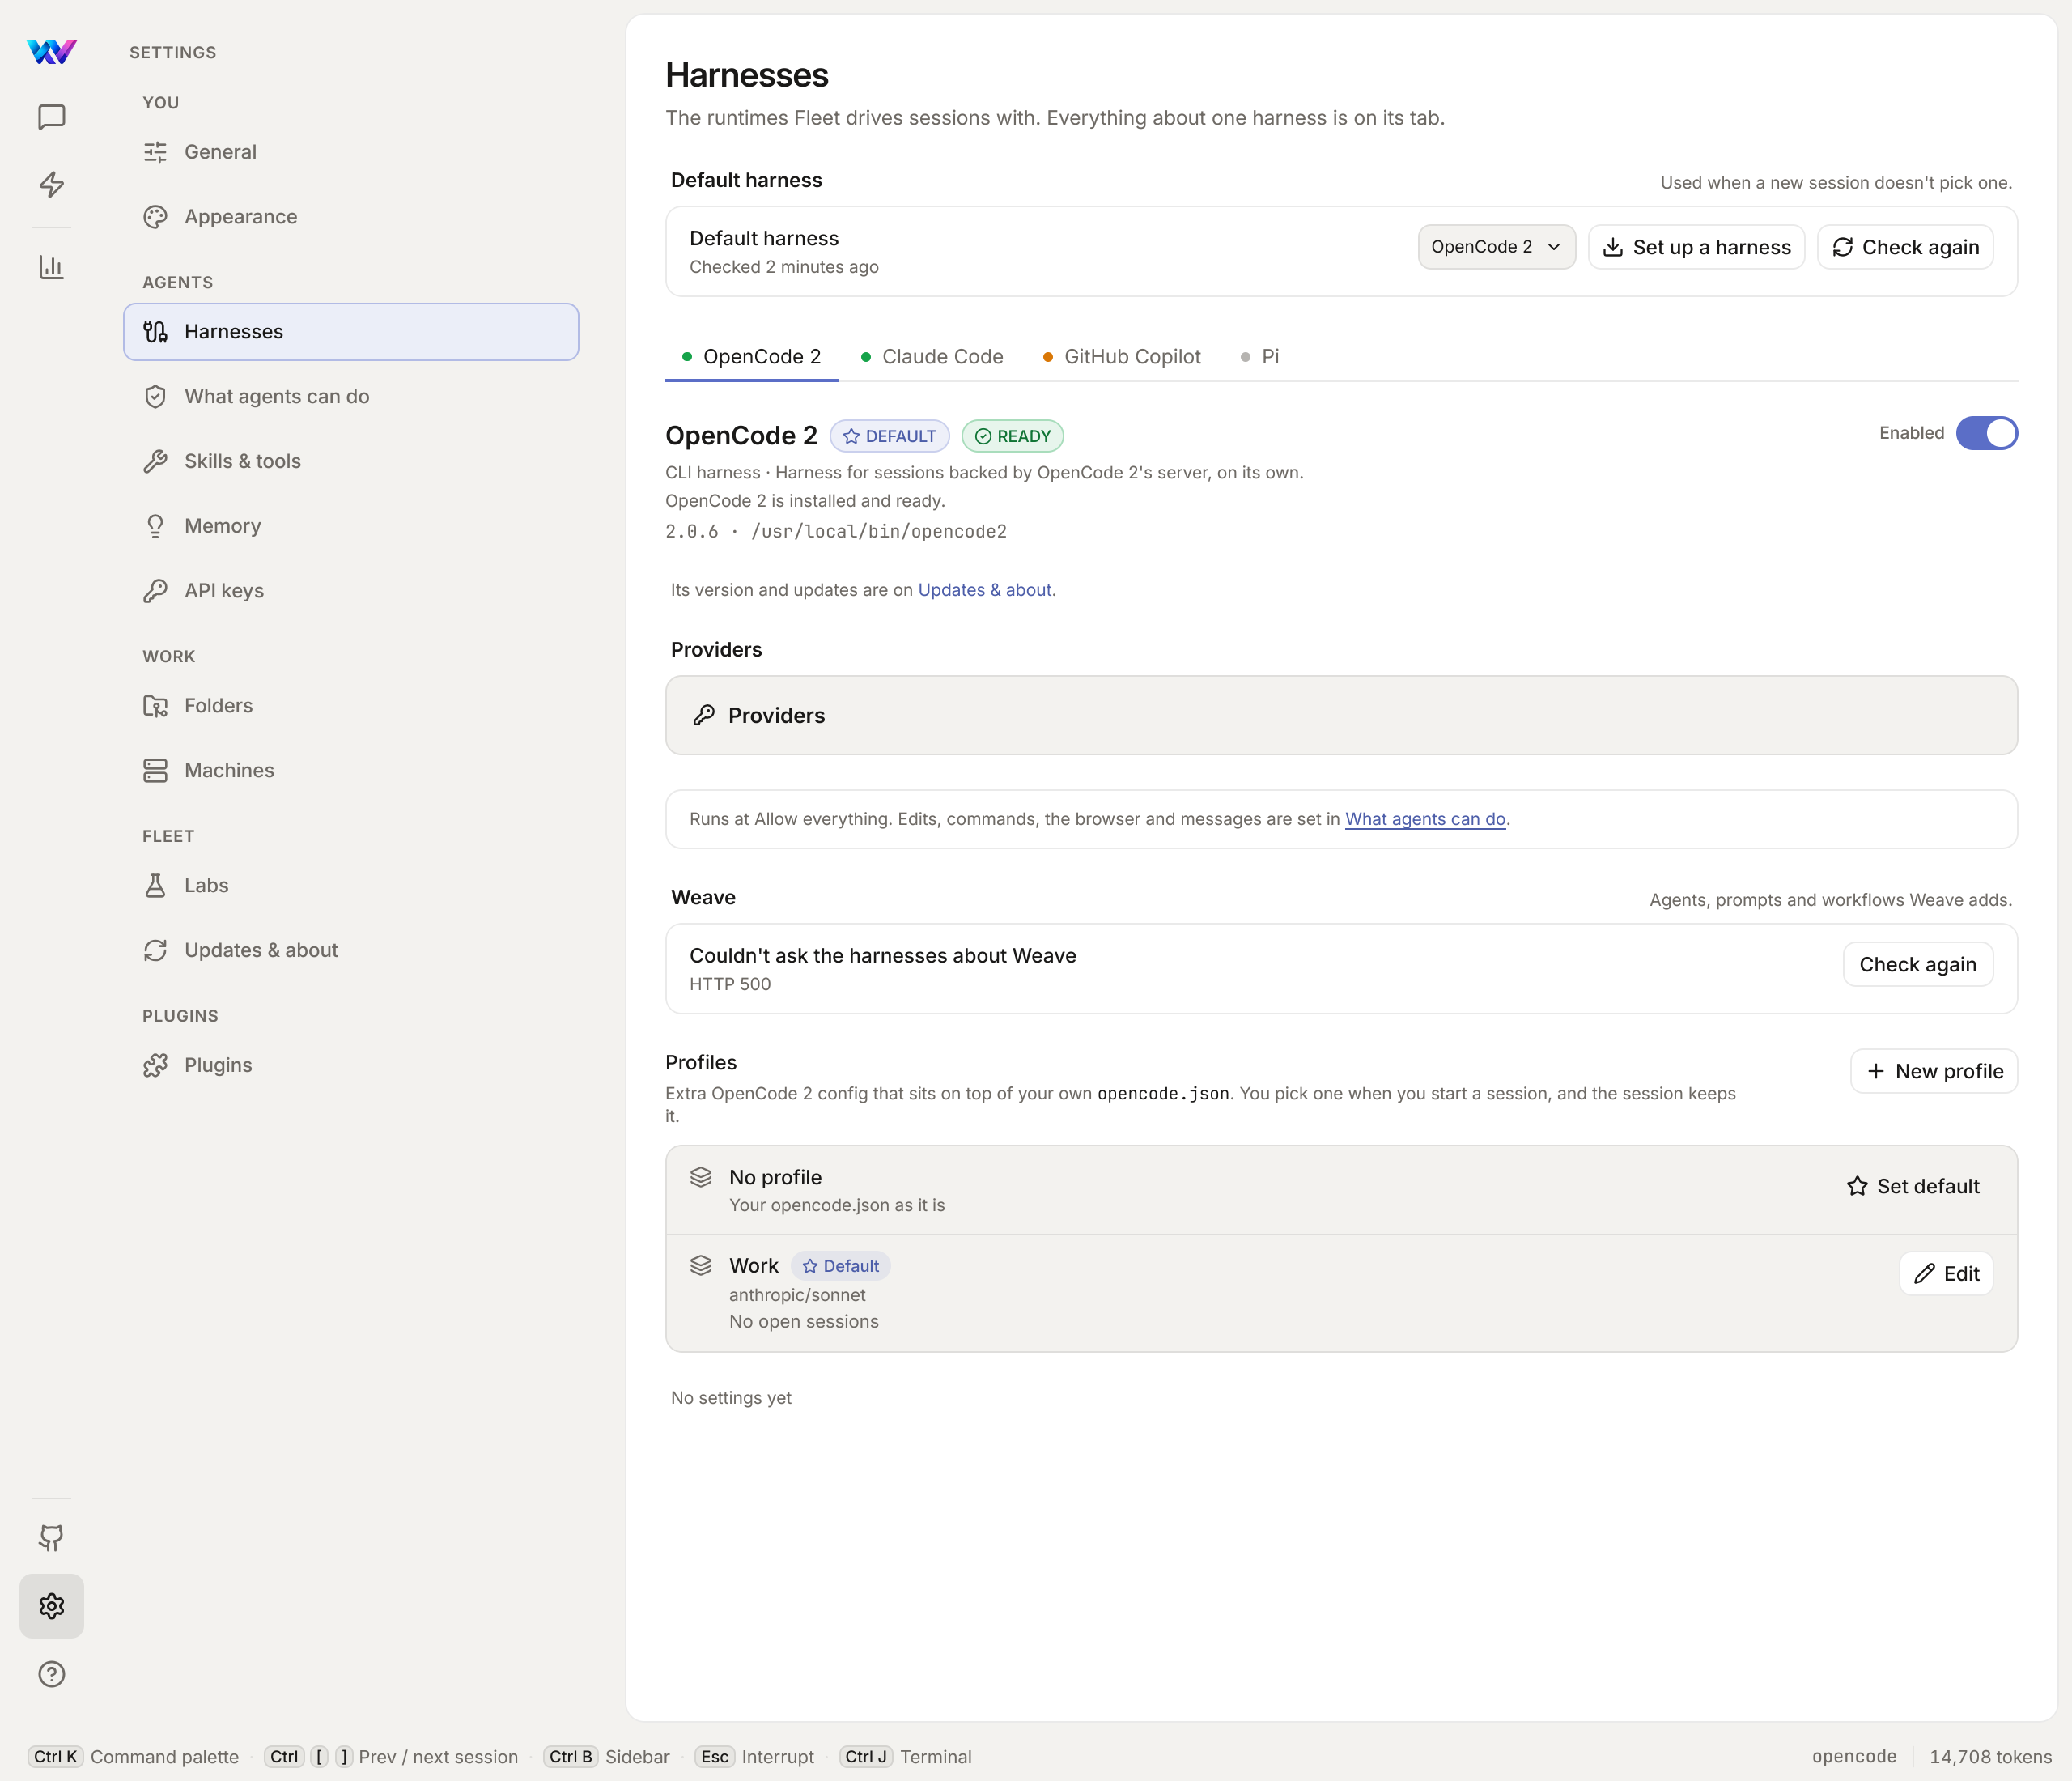 SETTINGS
YOU
General
Appearance
AGENTS
Harnesses
What agents can do
Skills & tools
Memory
API keys
WORK
Folders
Machines
FLEET
Labs
Updates & about
PLUGINS
Plugins
Harnesses
The runtimes Fleet drives sessions with. Everything about one harness is on its tab.
Default harness
Used when a new session doesn't pick one.
Default harness
Checked 2 minutes ago
OpenCode 2
Set up a harness
Check again
OpenCode 2
Claude Code
GitHub Copilot
Pi
OpenCode 2
DEFAULT
READY
Enabled
CLI harness · Harness for sessions backed by OpenCode 2's server, on its own.
OpenCode 2 is installed and ready.
2.0.6 · /usr/local/bin/opencode2
Its version and updates are on Updates & about.
Providers
Providers
Runs at Allow everything. Edits, commands, the browser and messages are set in What agents can do.
Weave
Agents, prompts and workflows Weave adds.
Couldn't ask the harnesses about Weave
HTTP 500
Check again
Profiles
New profile
Extra OpenCode 2 config that sits on top of your own opencode.json. You pick one when you start a session, and the session keeps
it.
No profile
Your opencode.json as it is
Set default
Work
Default
anthropic/sonnet
No open sessions
Edit
No settings yet
Ctrl K Command palette · Ctrl [ ] Prev / next session · Ctrl B Sidebar · Esc Interrupt · Ctrl J Terminal
opencode
14,708 tokens